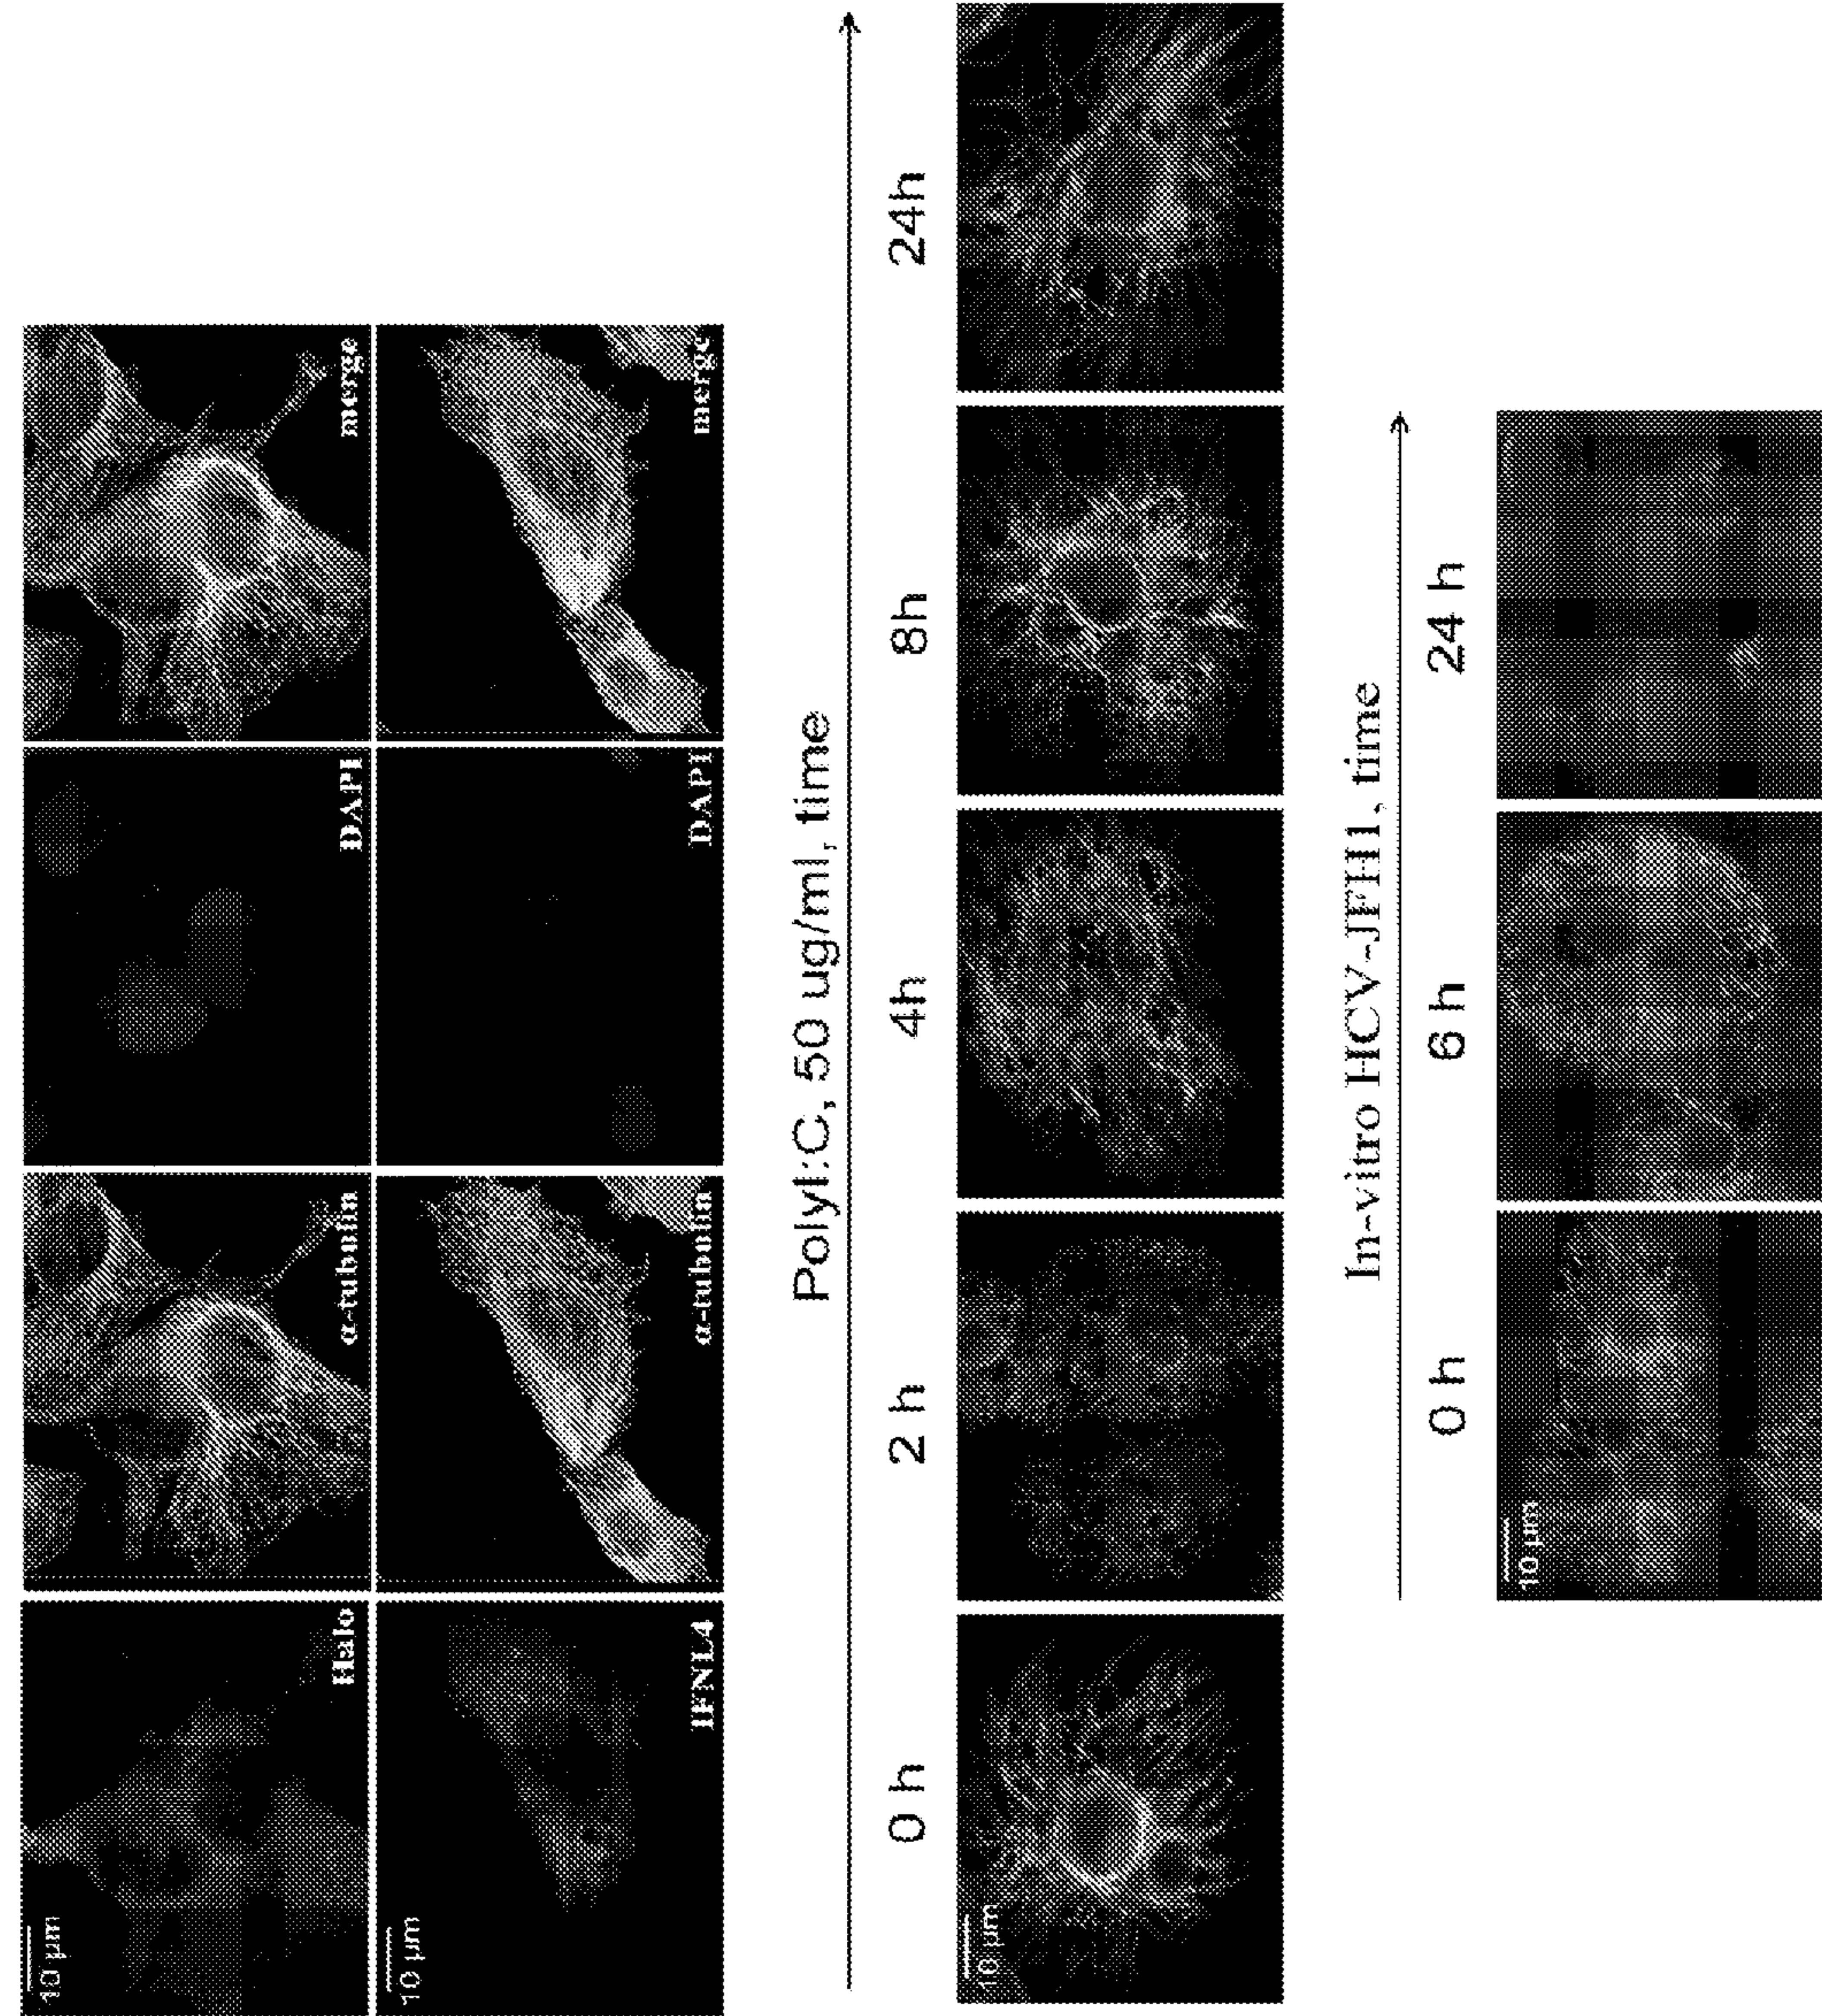 10 µm Halo α-tubulin DAPI merge
10 µm IFNL4 α-tubulin DAPI merge
PolyI:C, 50 ug/ml, time
0 h 2 h 4h 8h 24h
10 µm
In-vitro HCV-JFH1, time
0 h 6 h 24 h
10 µm